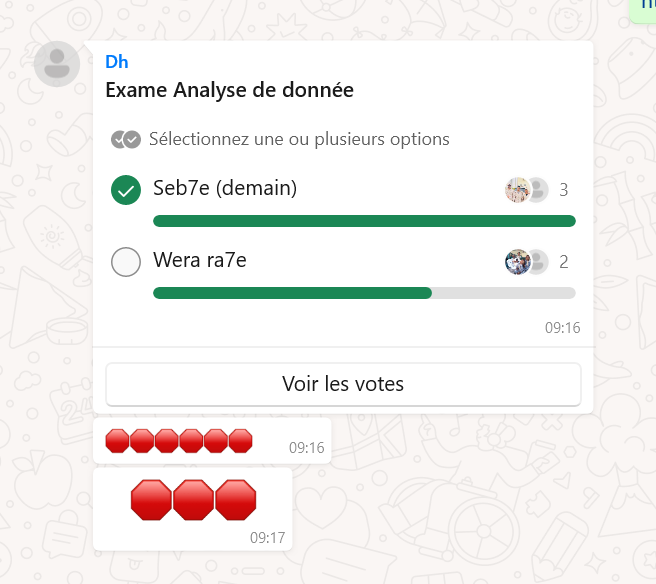 Dh
Exame Analyse de donnée
Sélectionnez une ou plusieurs options
Seb7e (demain) 3
Wera ra7e 2
09:16
Voir les votes
🛑🛑🛑🛑🛑🛑 09:16
🛑🛑🛑
09:17